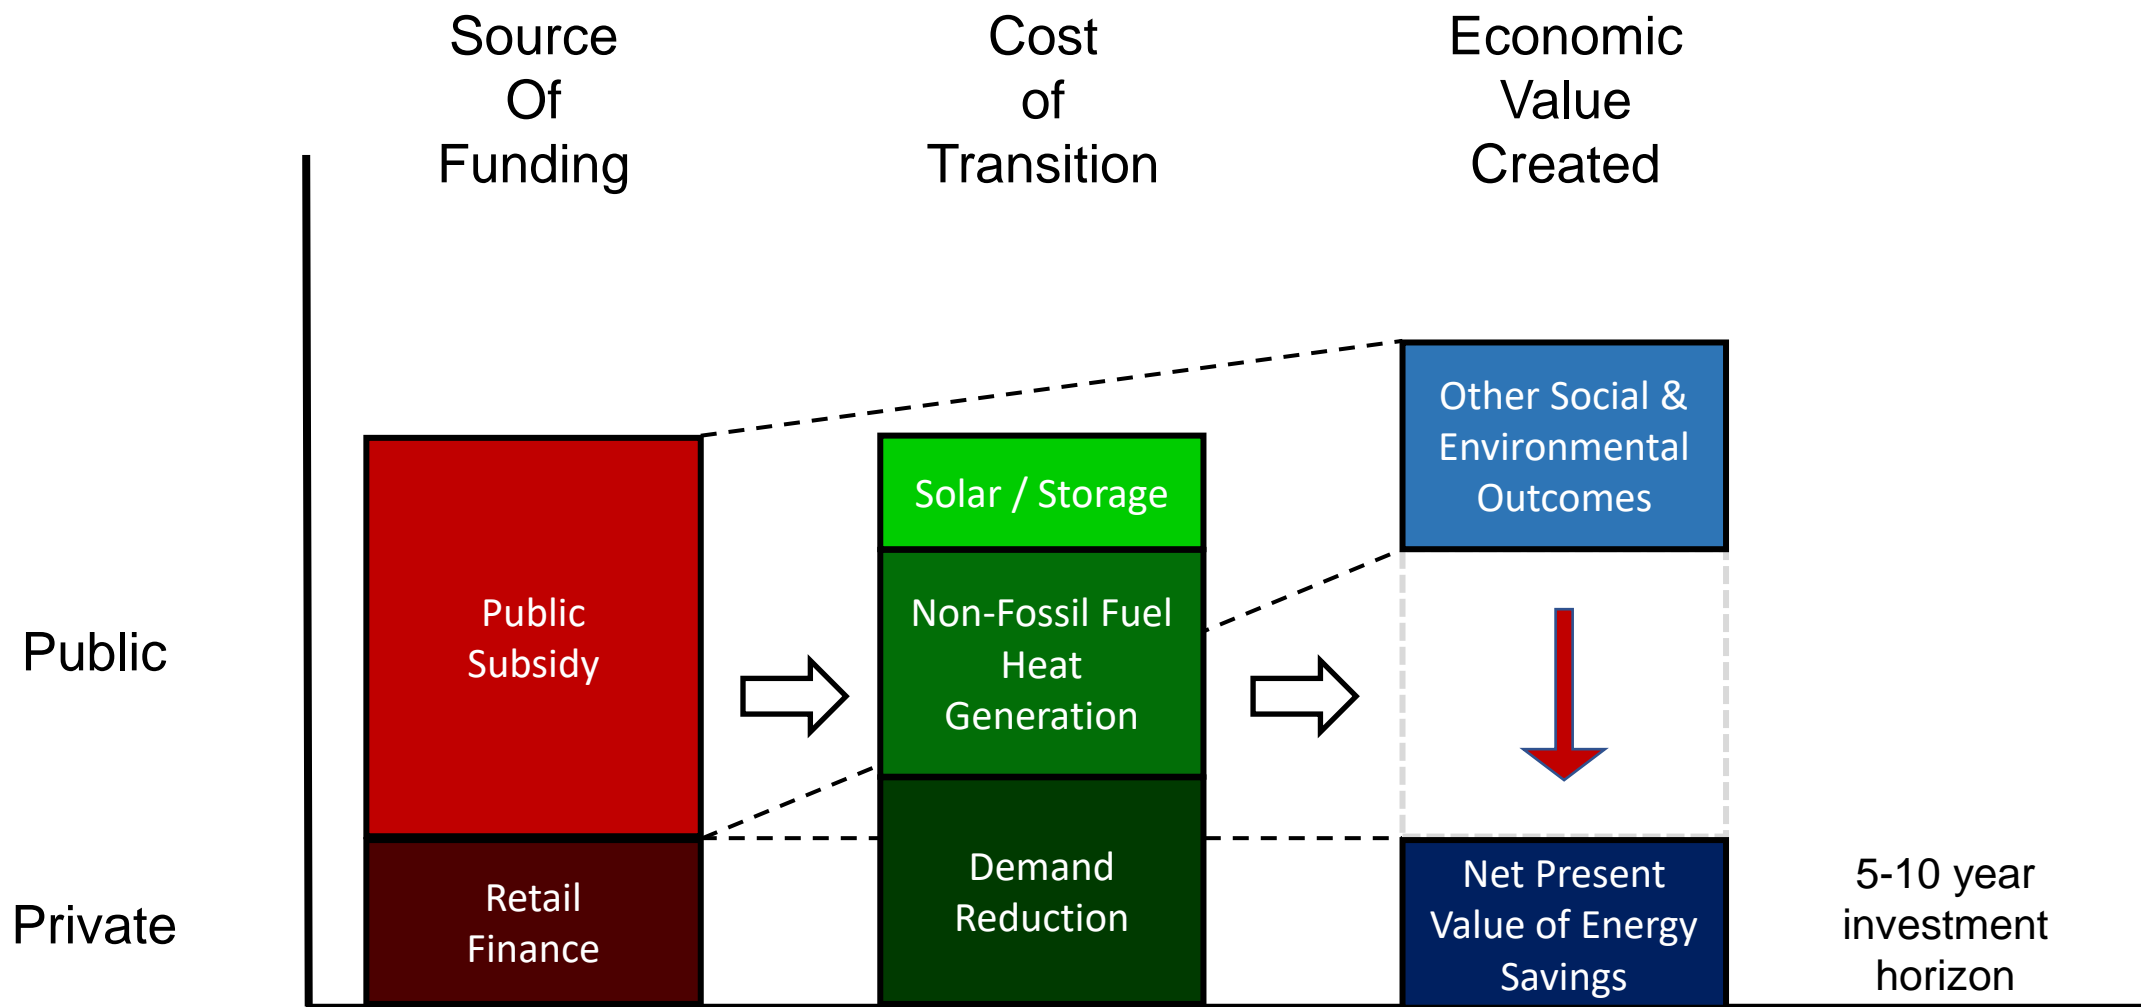 Source
Of
Funding
Cost
of
Transition
Economic
Value
Created
Public
Private
Public
Subsidy
Retail
Finance
Solar / Storage
Non-Fossil Fuel
Heat
Generation
Demand
Reduction
Other Social &
Environmental
Outcomes
Net Present
Value of Energy
Savings
5-10 year
investment
horizon